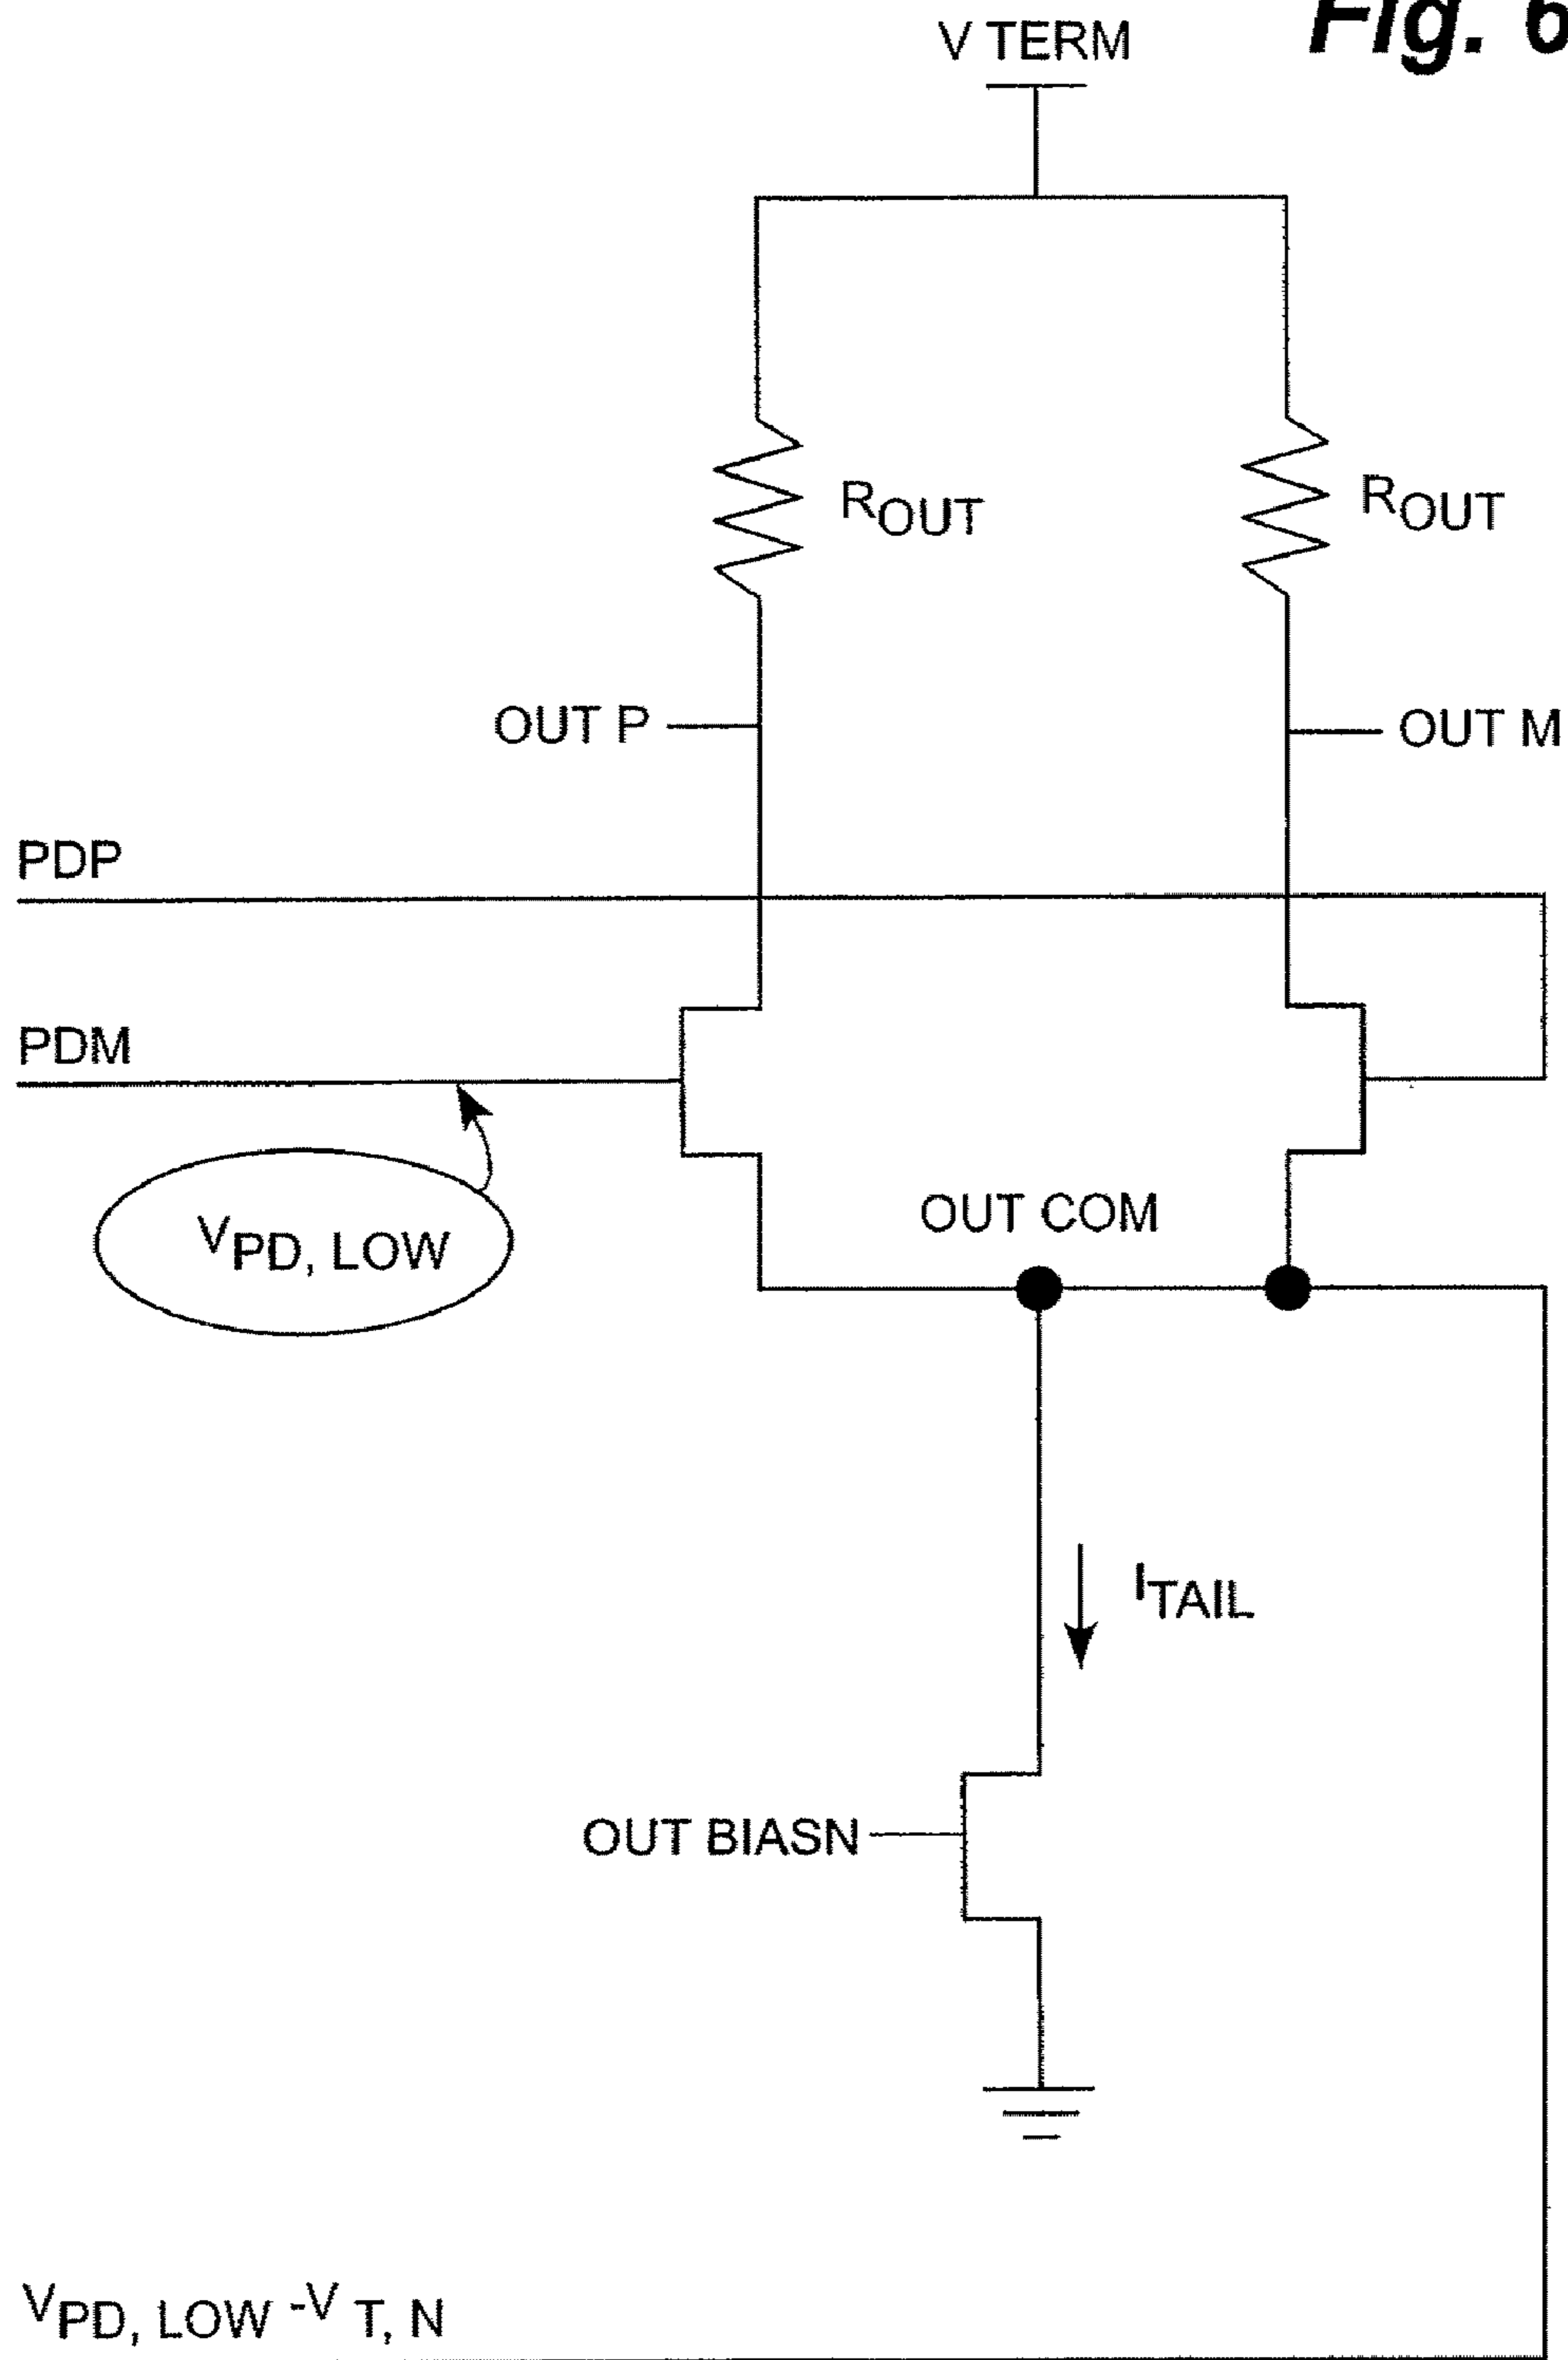 Fig. 6
V TERM
ROUT
ROUT
OUT P
OUT M
PDP
PDM
VPD, LOW
OUT COM
ITAIL
OUT BIASN
VPD, LOW -V T, N